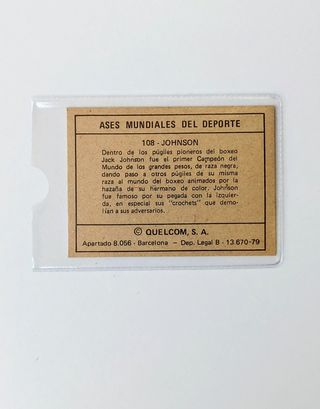 ASES MUNDIALES DEL DEPORTE
108 - JOHNSON
Dentro de los púgiles pioneros del boxeo
Jack Johnson fue el primer Campeón del
Mundo de los grandes pesos, de raza negra;
dando paso a otros púgiles de su misma
raza al mundo del boxeo animados por la
hazaña de su hermano de color. Johnson
fue famoso por su pegada con la izquier-
da, en especial sus "crochets" que demo-
lían a sus adversarios.
© QUELCOM, S. A.
Apartado 8.056 - Barcelona — Dep. Legal B - 13.670-79